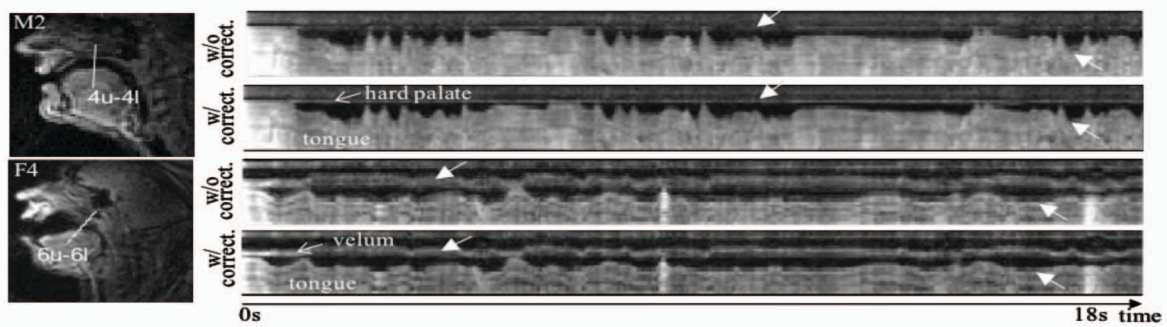 M2
4u-4l
w/o correct.
w/ correct.
hard palate
tongue
F4
6u-6l
w/o correct.
w/ correct.
velum
tongue
0s
18s time